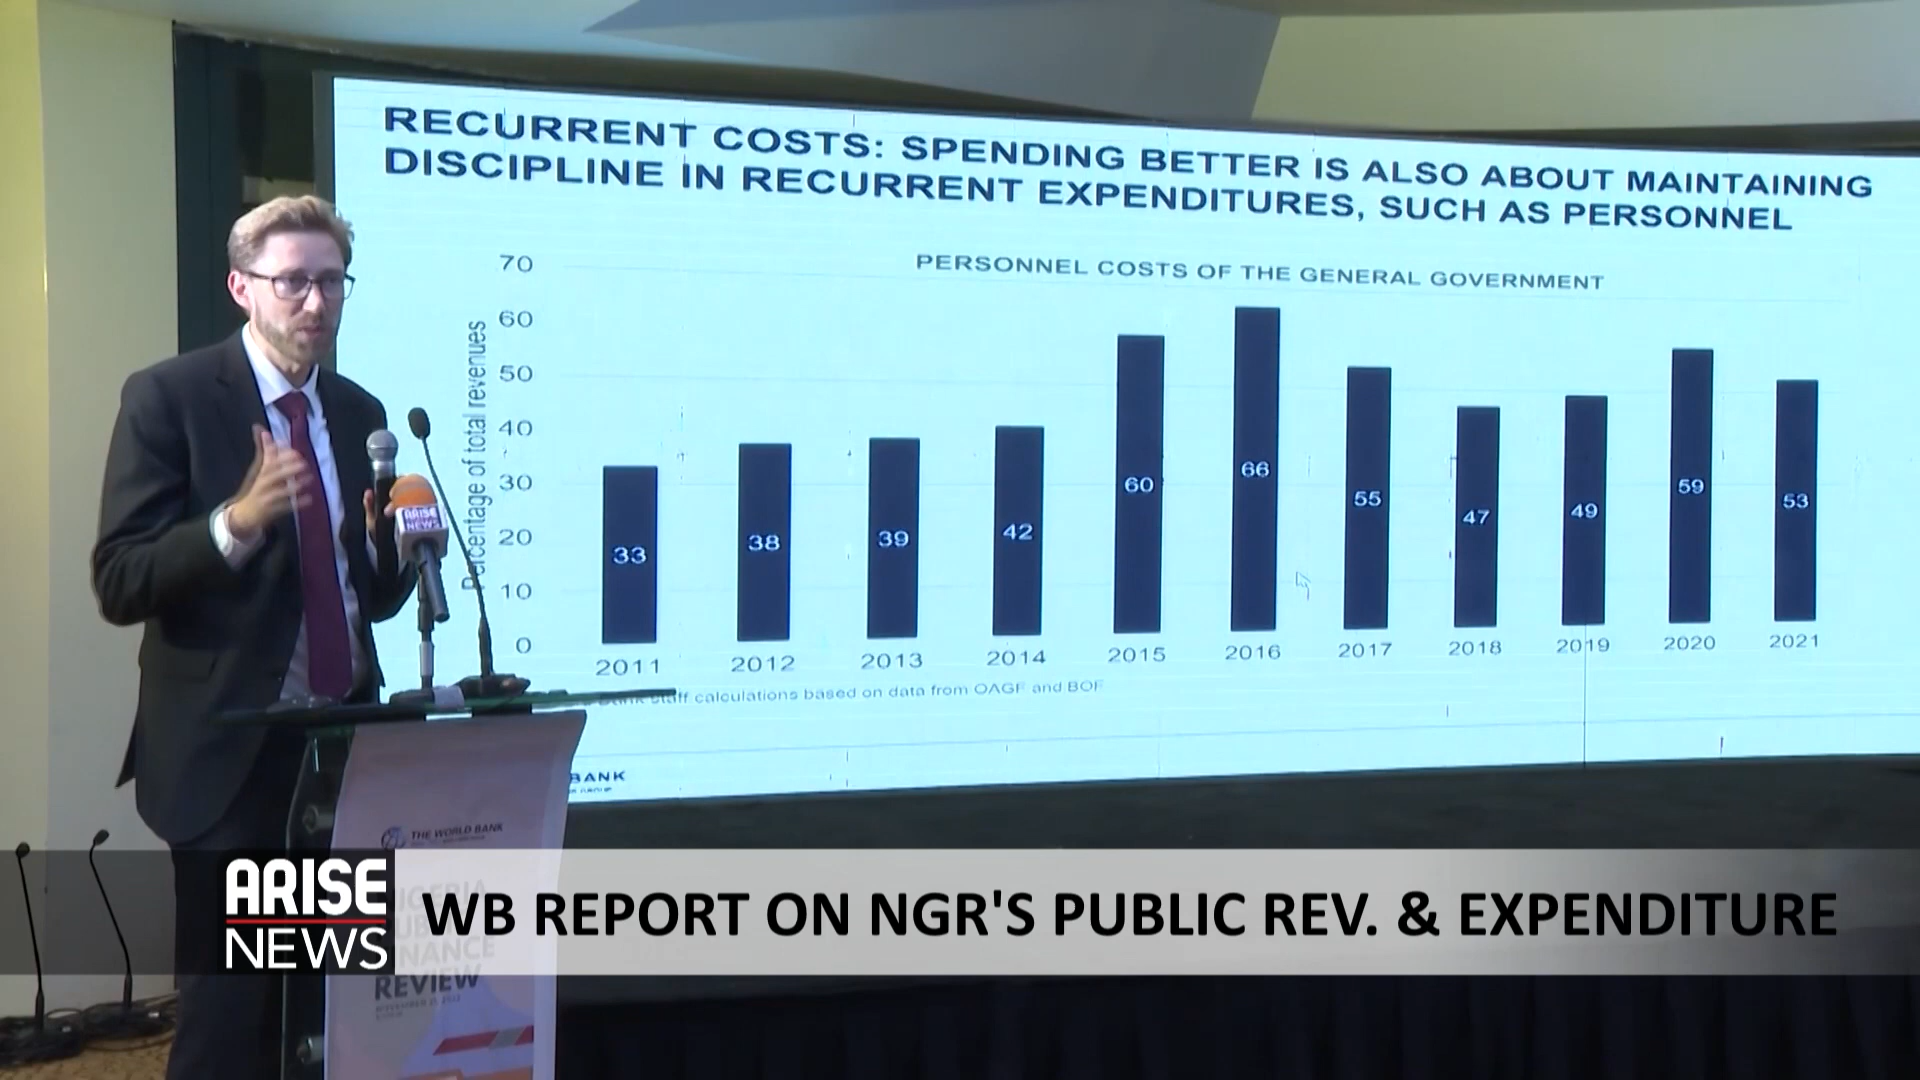 RECURRENT COSTS: SPENDING BETTER IS ALSO ABOUT MAINTAINING
DISCIPLINE IN RECURRENT EXPENDITURES, SUCH AS PERSONNEL
PERSONNEL COSTS OF THE GENERAL GOVERNMENT
Percentage of total revenues
70
60
50
40
30
20
10
0
33
38
39
42
60
66
55
47
49
59
53
2011
2012
2013
2014
2015
2016
2017
2018
2019
2020
2021
Bank staff calculations based on data from OAGF and BOF
BANK
ARISE
NEWS
THE WORLD BANK
NANCE
REVIEW
ARISE
NEWS
WB REPORT ON NGR'S PUBLIC REV. & EXPENDITURE